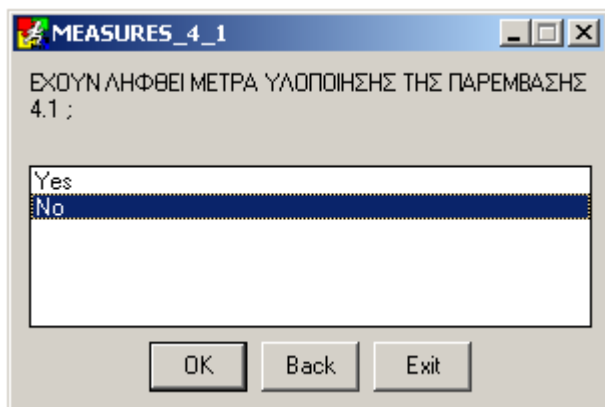 MEASURES_4_1
ΕΧΟΥΝ ΛΗΦΘΕΙ ΜΕΤΡΑ ΥΛΟΠΟΙΗΣΗΣ ΤΗΣ ΠΑΡΕΜΒΑΣΗΣ
4.1 ;
Yes
No
OK Back Exit